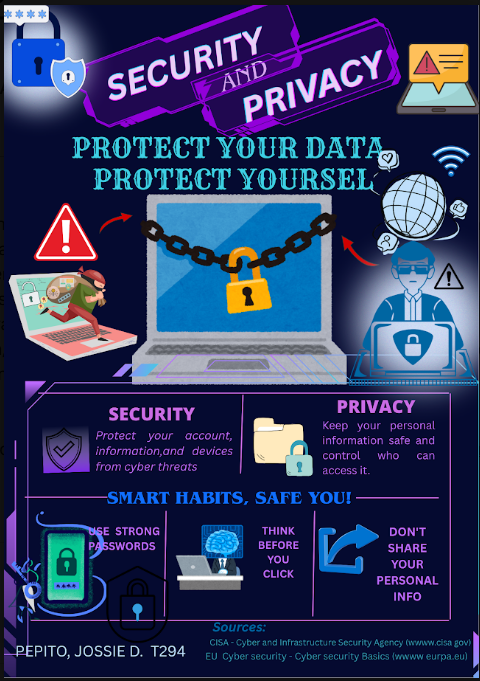 SECURITY
AND
PRIVACY
PROTECT YOUR DATA
PROTECT YOURSEL
SECURITY
Protect your account,
information,and devices
from cyber threats
PRIVACY
Keep your personal
information safe and
control who can
access it.
SMART HABITS, SAFE YOU!
USE STRONG
PASSWORDS
THINK
BEFORE
YOU
CLICK
DON'T
SHARE
YOUR
PERSONAL
INFO
Sources:
CISA - Cyber and Infrastructure Security Agency (wwww.cisa.gov)
EU Cyber security - Cyber security Basics (wwww eurpa.eu)
PEPITO, JOSSIE D. T294